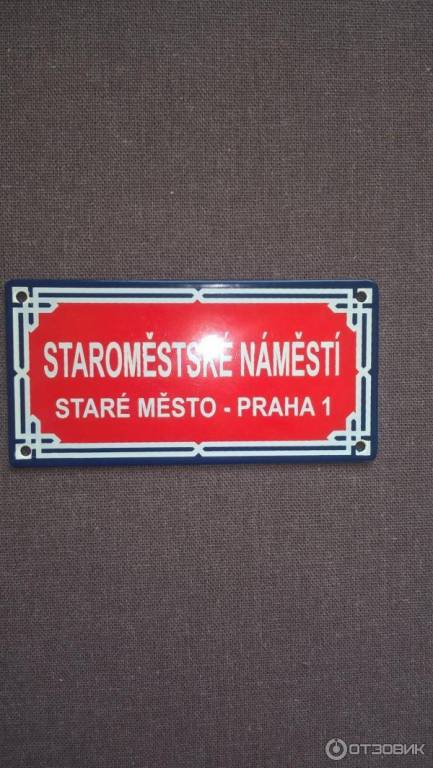 STAROMĚSTSKÉ NÁMĚSTÍ
STARÉ MĚSTO - PRAHA 1
ОТЗОВИК